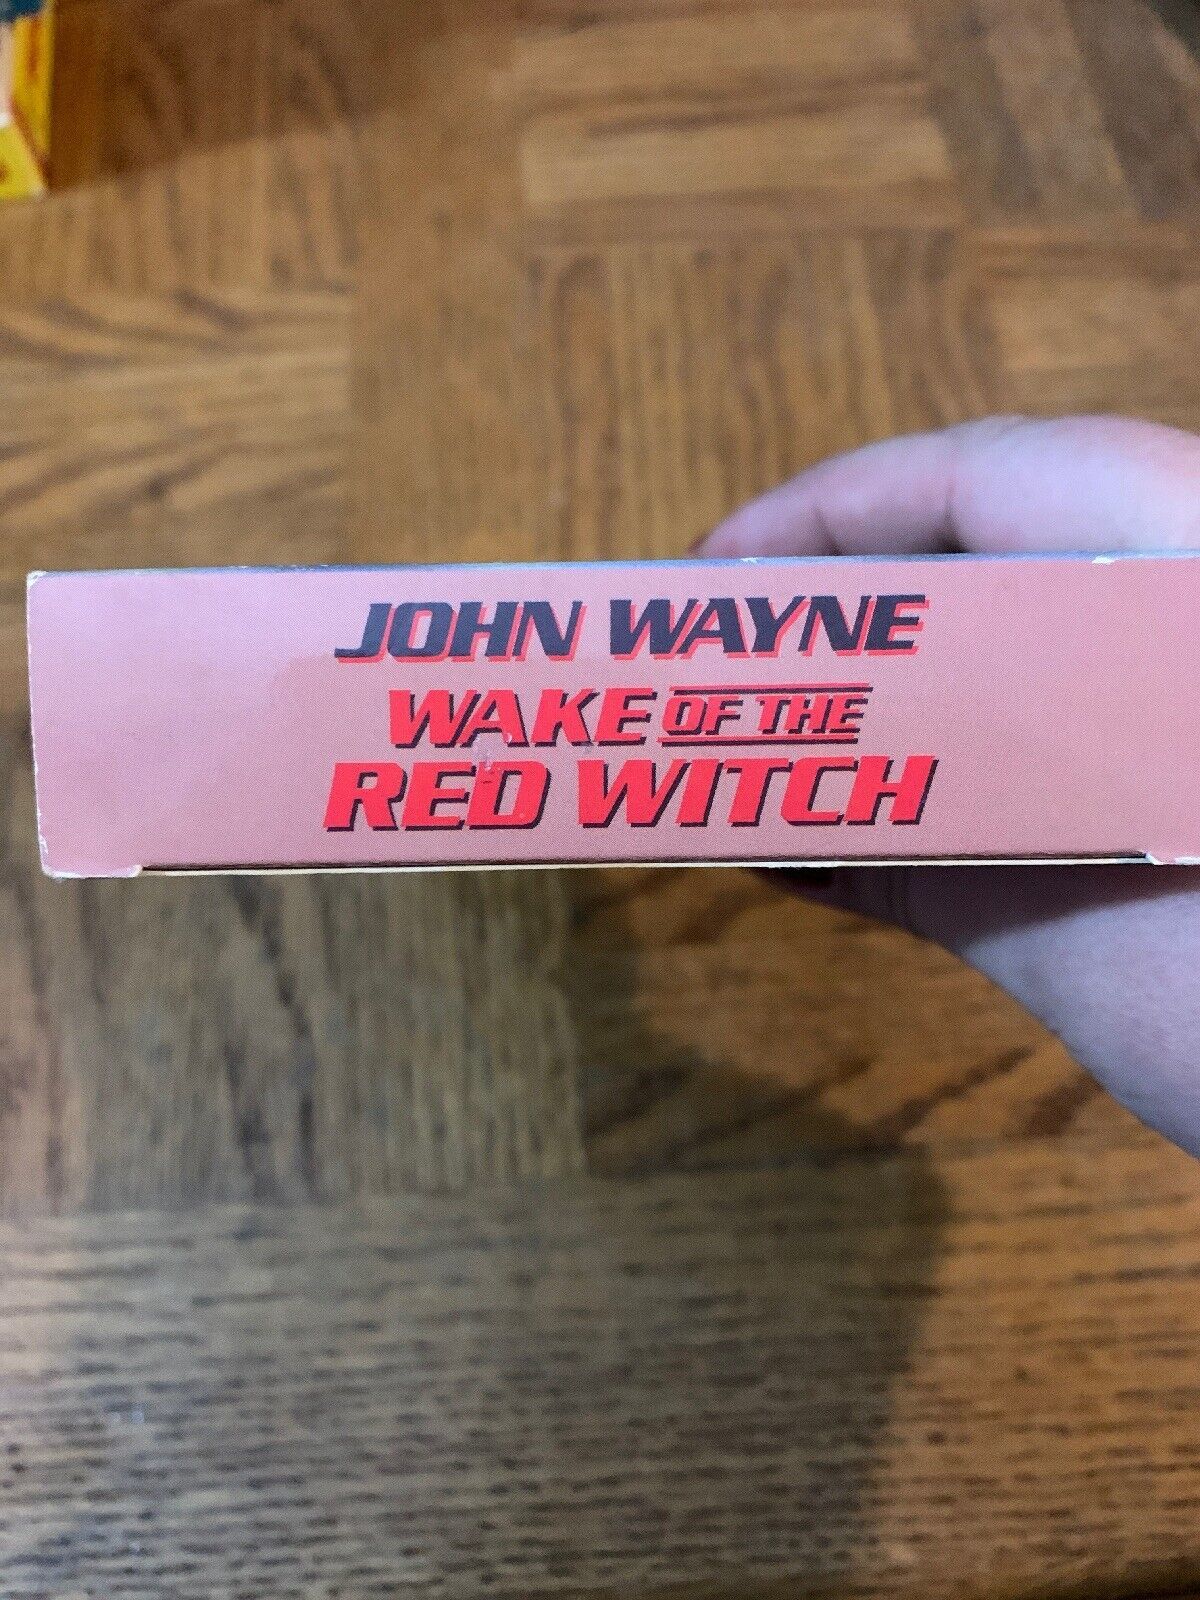 JOHN WAYNE
WAKE OF THE
RED WITCH